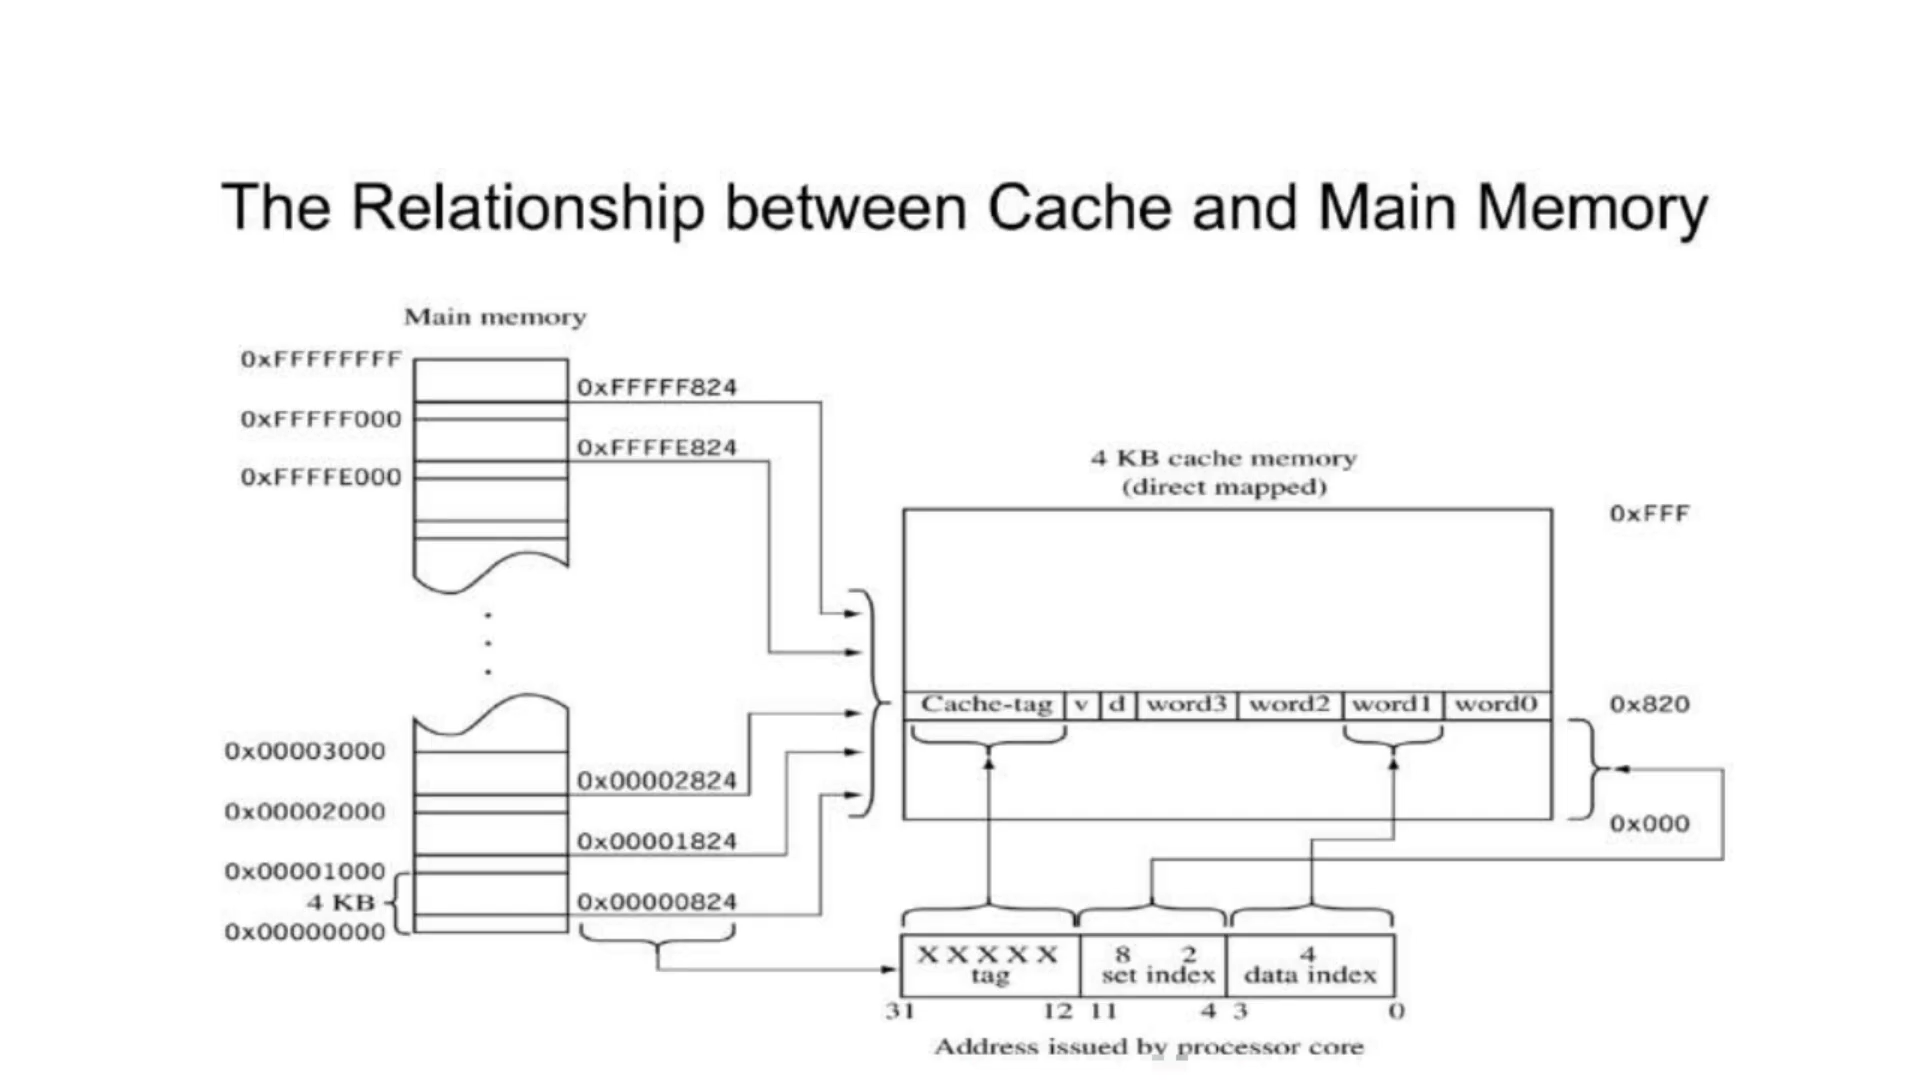 The Relationship between Cache and Main Memory
Main memory
0xFFFFFFFF
0xFFFFF824
0xFFFFF000
0xFFFFE824
0xFFFFE000
4 KB cache memory
(direct mapped)
0xFFF
Cache-tag v d word3 word2 word1 word0
0x820
0x00003000
0x00002824
0x00002000
0x00001824
0x00001000
4 KB
0x00000824
0x00000000
0x000
X X X X X 8 2 4
tag set index data index
31 12 11 4 3 0
Address issued by processor core